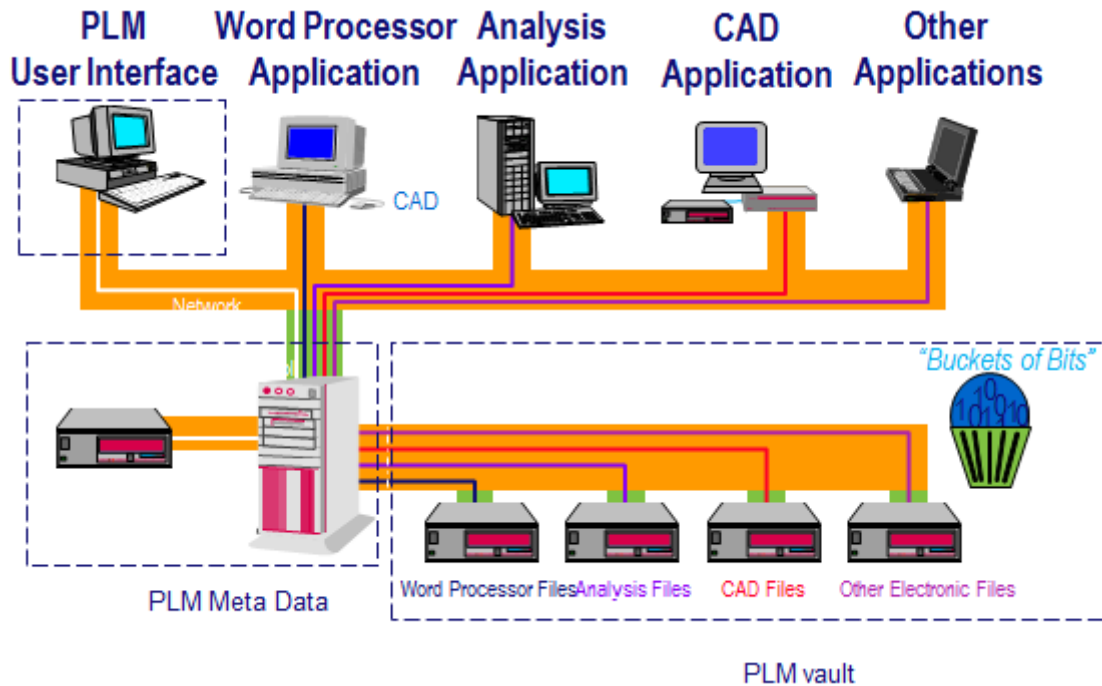 PLM
User Interface
Word Processor
Application
Analysis
Application
CAD
Application
Other
Applications
CAD
Network
"Buckets of Bits"
Word Processor Files
Analysis Files
CAD Files
Other Electronic Files
PLM Meta Data
PLM vault